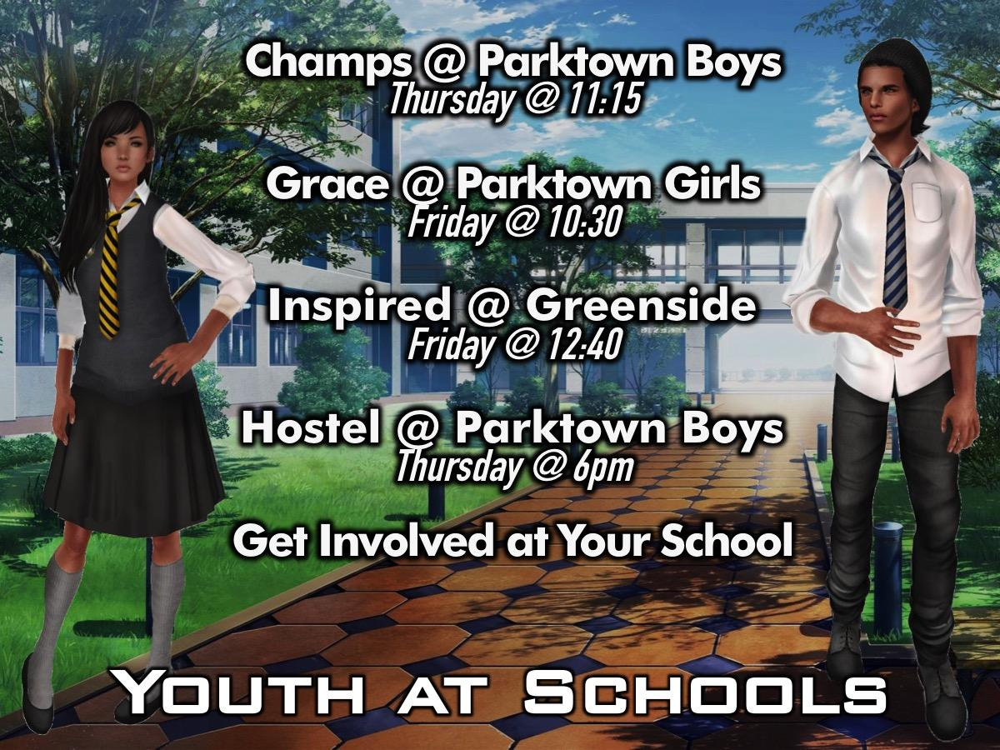 Champs @ Parktown Boys
Thursday @ 11:15
Grace @ Parktown Girls
Friday @ 10:30
Inspired @ Greenside
Friday @ 12:40
Hostel @ Parktown Boys
Thursday @ 6pm
Get Involved at Your School
YOUTH AT SCHOOLS